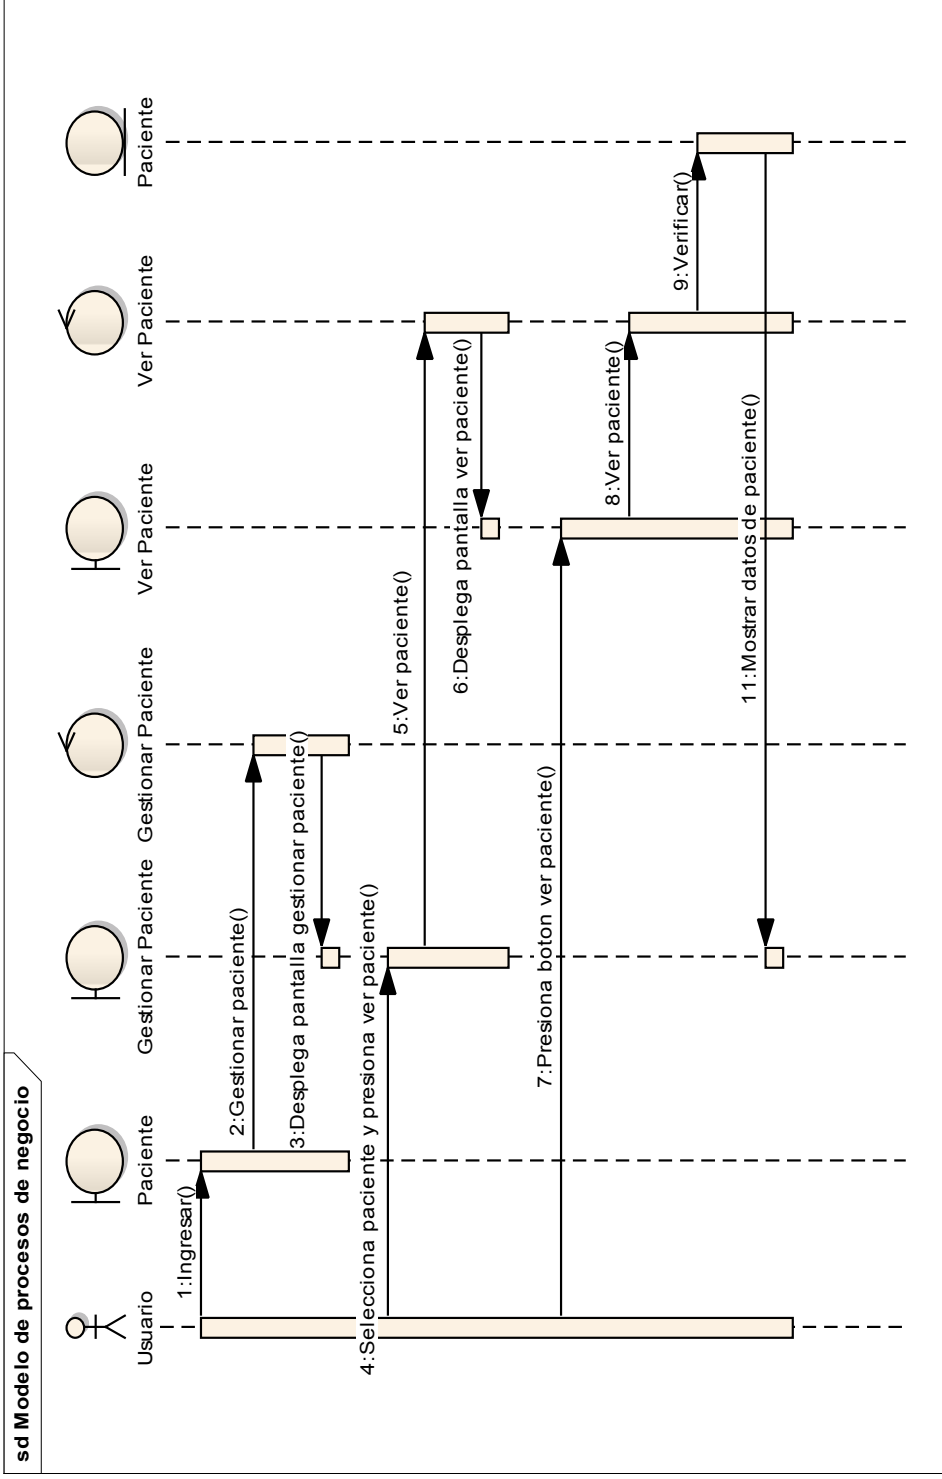 sd Modelo de procesos de negocio
Usuario
Paciente
Gestionar Paciente
Gestionar Paciente
Ver Paciente
Ver Paciente
Paciente
1:Ingresar()
2:Gestionar paciente()
3:Desplega pantalla gestionar paciente()
4:Selecciona paciente y presiona ver paciente()
5:Ver paciente()
6:Desplega pantalla ver paciente()
7:Presiona boton ver paciente()
8:Ver paciente()
9:Verificar()
11:Mostrar datos de paciente()